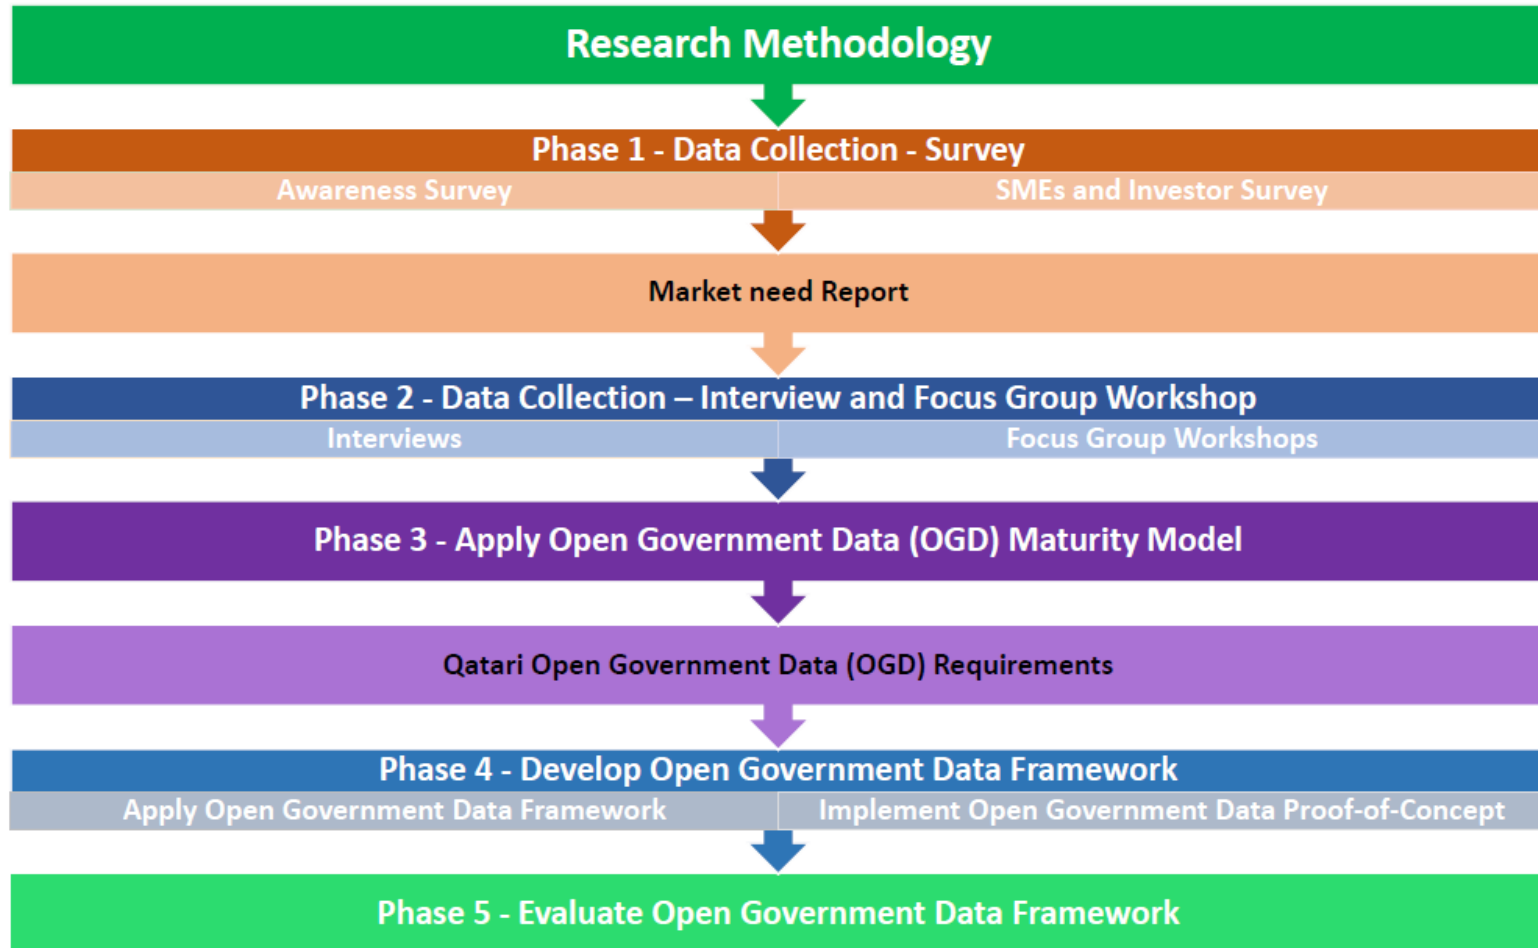 Research Methodology
Phase 1 - Data Collection - Survey
Awareness Survey
SMEs and Investor Survey
Market need Report
Phase 2 - Data Collection – Interview and Focus Group Workshop
Interviews
Focus Group Workshops
Phase 3 - Apply Open Government Data (OGD) Maturity Model
Qatari Open Government Data (OGD) Requirements
Phase 4 - Develop Open Government Data Framework
Apply Open Government Data Framework
Implement Open Government Data Proof-of-Concept
Phase 5 - Evaluate Open Government Data Framework